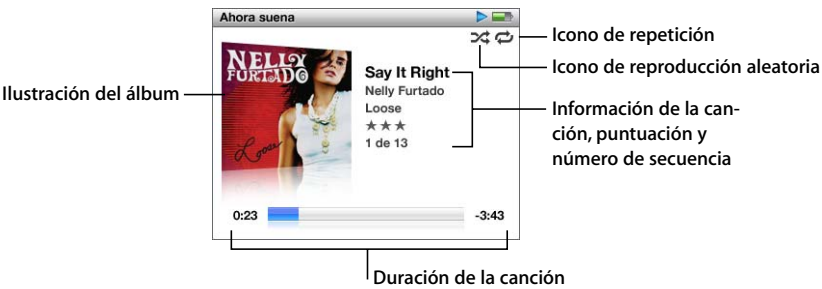 Ahora suena
Icono de repetición
Icono de reproducción aleatoria
Ilustración del álbum
NELLY
FURTADO
Loose
Say It Right
Nelly Furtado
Loose
★★★
1 de 13
Información de la can-
ción, puntuación y
número de secuencia
0:23
-3:43
Duración de la canción